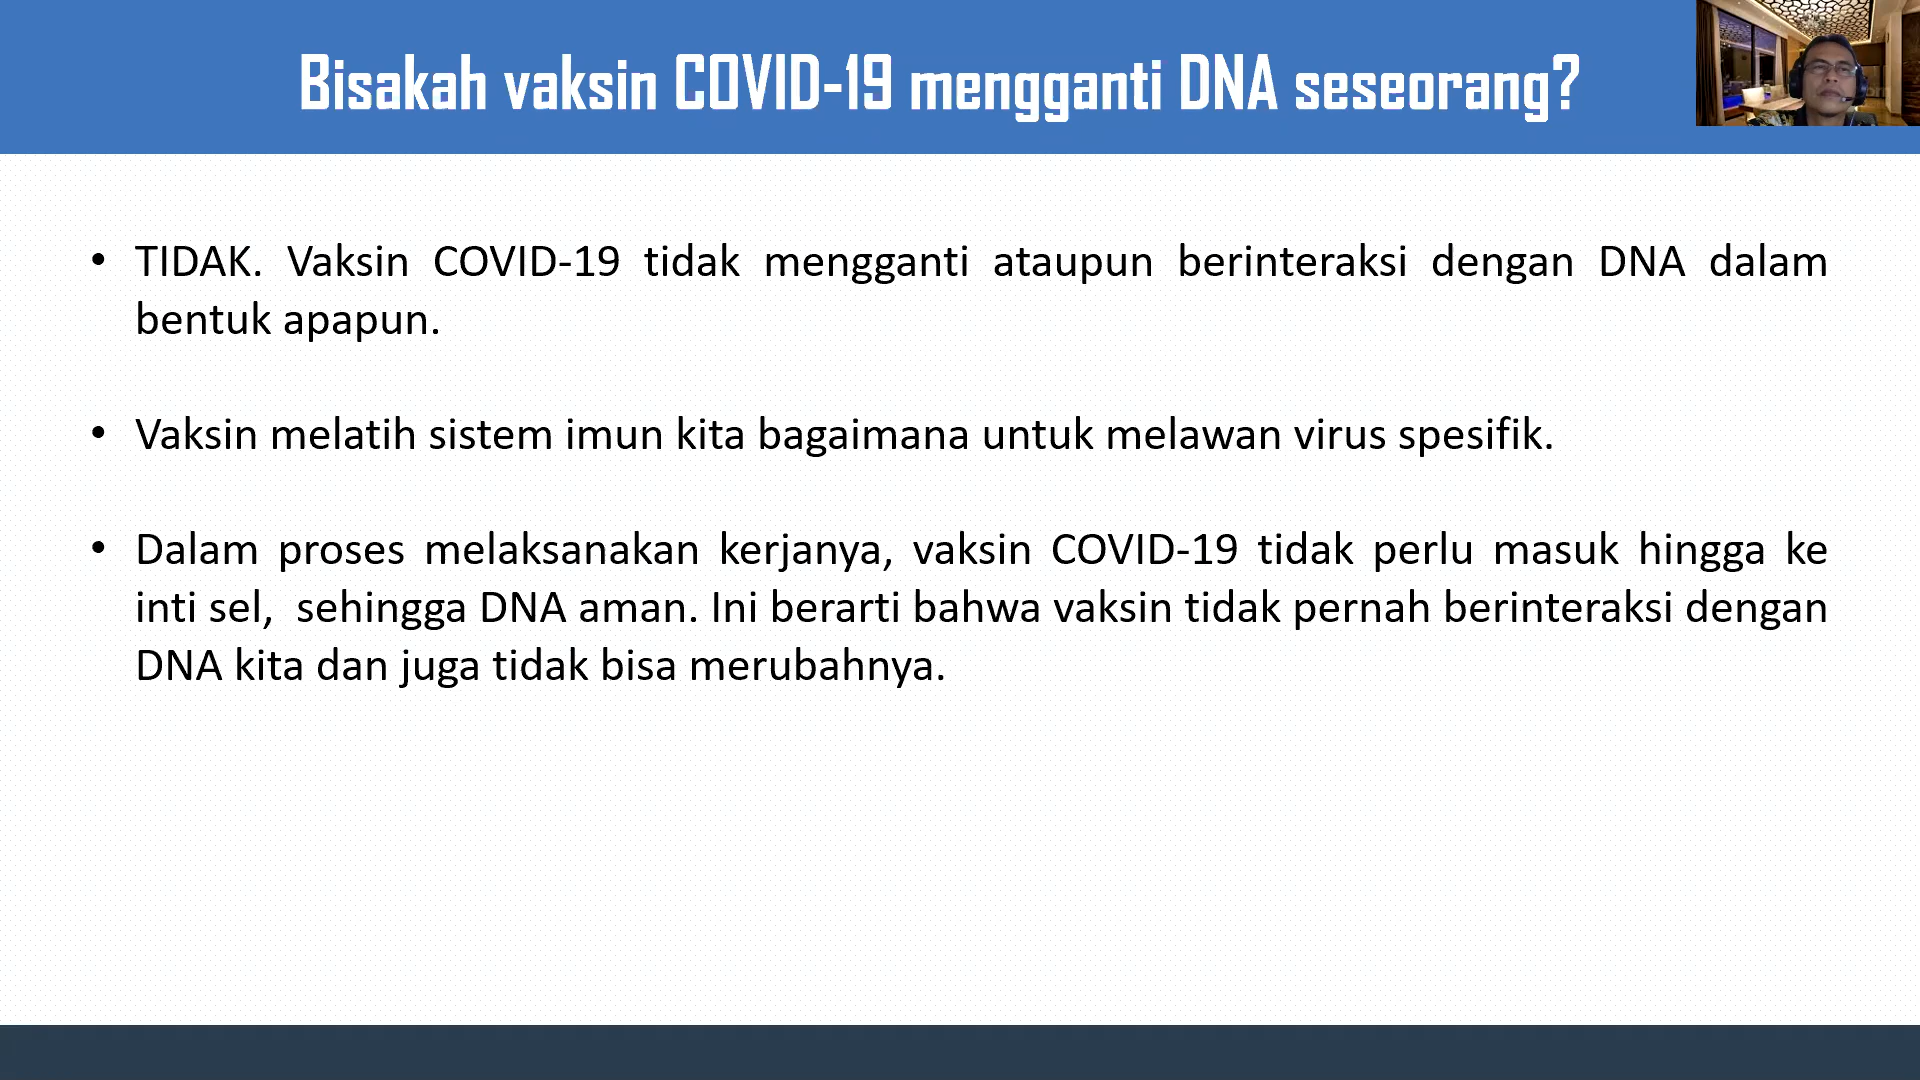 Bisakah vaksin COVID-19 mengganti DNA seseorang?
• TIDAK. Vaksin COVID-19 tidak mengganti ataupun berinteraksi dengan DNA dalam
bentuk apapun.
• Vaksin melatih sistem imun kita bagaimana untuk melawan virus spesifik.
• Dalam proses melaksanakan kerjanya, vaksin COVID-19 tidak perlu masuk hingga ke
inti sel, sehingga DNA aman. Ini berarti bahwa vaksin tidak pernah berinteraksi dengan
DNA kita dan juga tidak bisa merubahnya.